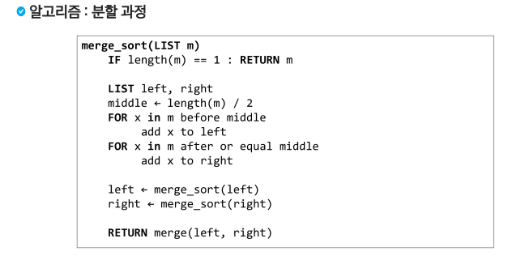 알고리즘 : 분할 과정
merge_sort(LIST m)
IF length(m) == 1 : RETURN m
LIST left, right
middle ← length(m) / 2
FOR x in m before middle
add x to left
FOR x in m after or equal middle
add x to right
left ← merge_sort(left)
right ← merge_sort(right)
RETURN merge(left, right)